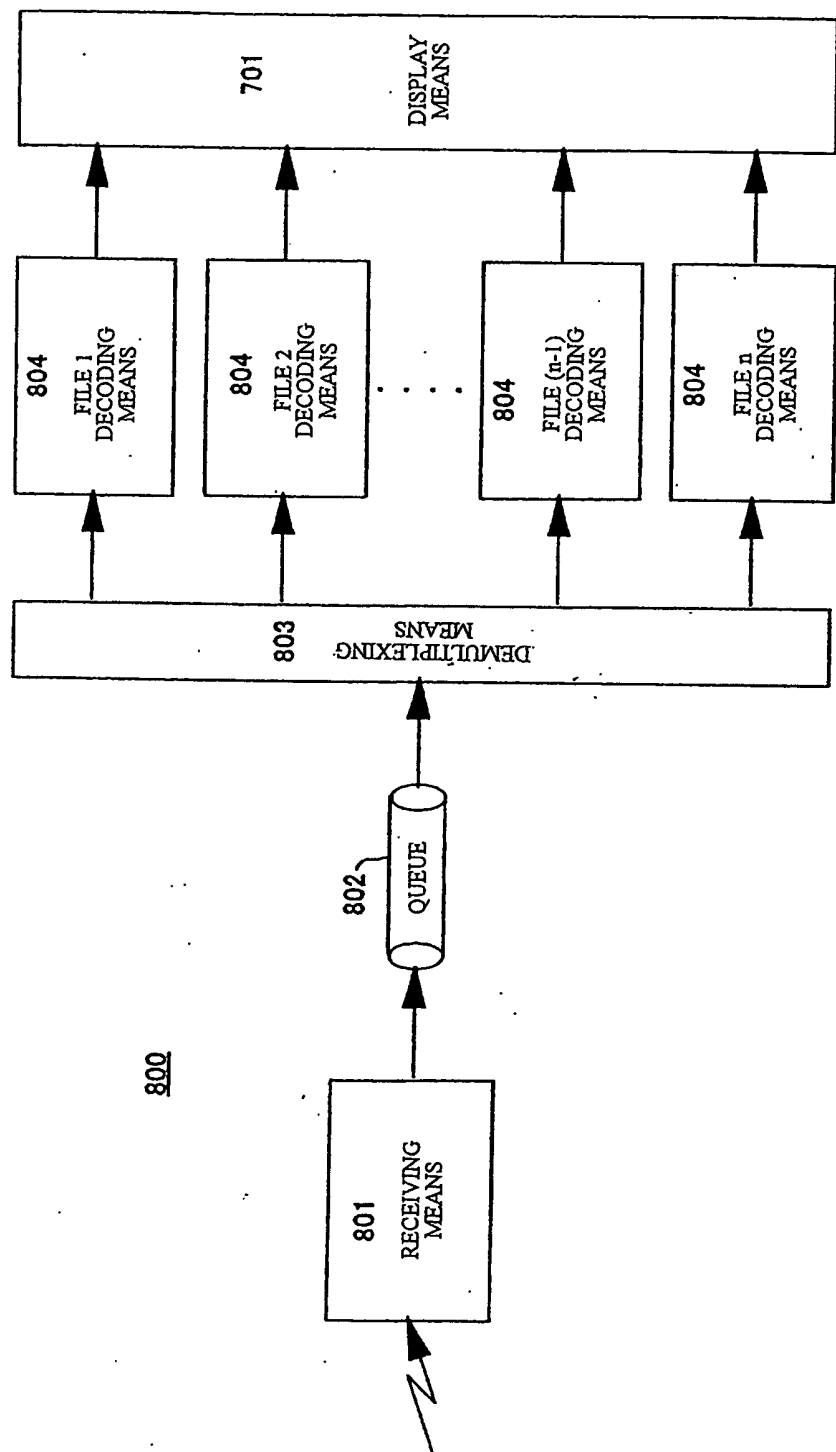 800
801
RECEIVING
MEANS
802
QUEUE
803
DEMULTIPLEXING
MEANS
804
FILE 1
DECODING
MEANS
804
FILE 2
DECODING
MEANS
. . . .
804
FILE (n-1)
DECODING
MEANS
804
FILE n
DECODING
MEANS
701
DISPLAY
MEANS